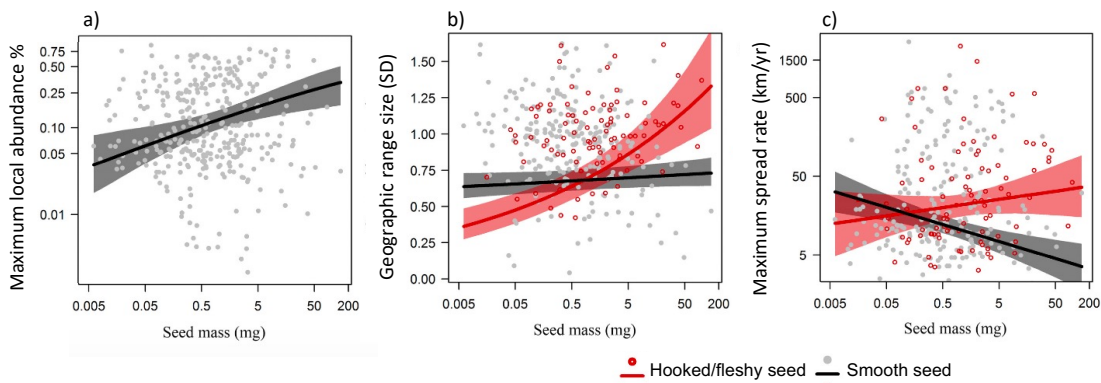 a)
Maximum local abundance %
0.75
0.50
0.25
0.10
0.05
0.01
0.005 0.05 0.5 5 50 200
Seed mass (mg)
b)
Geographic range size (SD)
1.50
1.25
1.00
0.75
0.50
0.25
0.00
0.005 0.05 0.5 5 50 200
Seed mass (mg)
c)
Maximum spread rate (km/yr)
1500
500
50
5
0.005 0.05 0.5 5 50 200
Seed mass (mg)
Hooked/fleshy seed Smooth seed